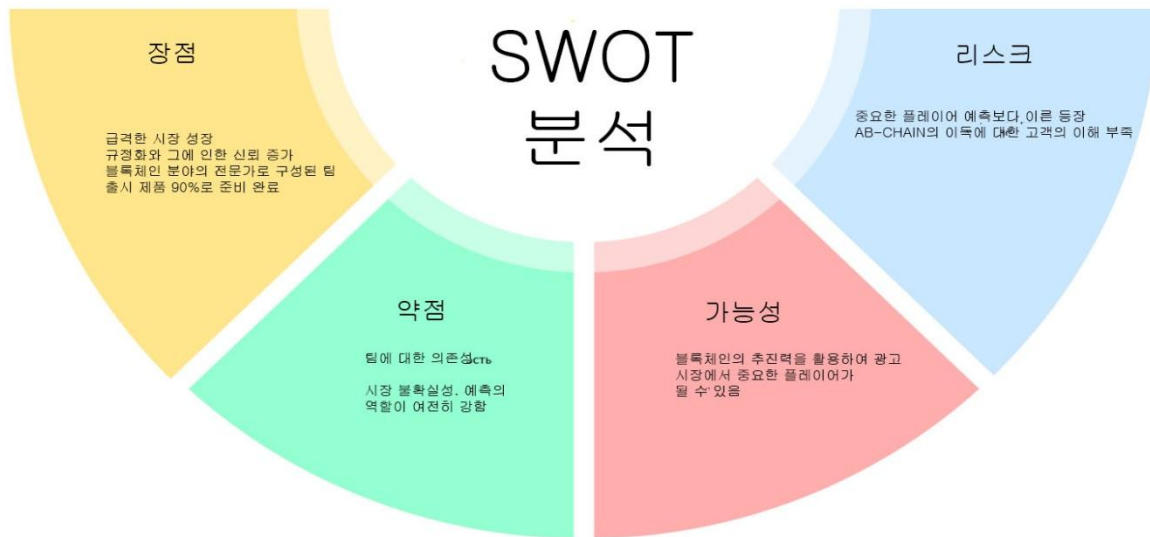 SWOT
분석
장점
급격한 시장 성장
규정화와 그에 인한 신뢰 증가
블록체인 분야의 전문가로 구성된 팀
출시 제품 90%로 준비 완료
약점
팀에 대한 의존성сть
시장 불확실성. 예측의
역할이 여전히 강함
가능성
블록체인의 추진력을 활용하여 광고
시장에서 중요한 플레이어가
될 수 있음
리스크
중요한 플레이어 예측보다 이른 등장
AB-CHAIN의 이득에 대한 고객의 이해 부족